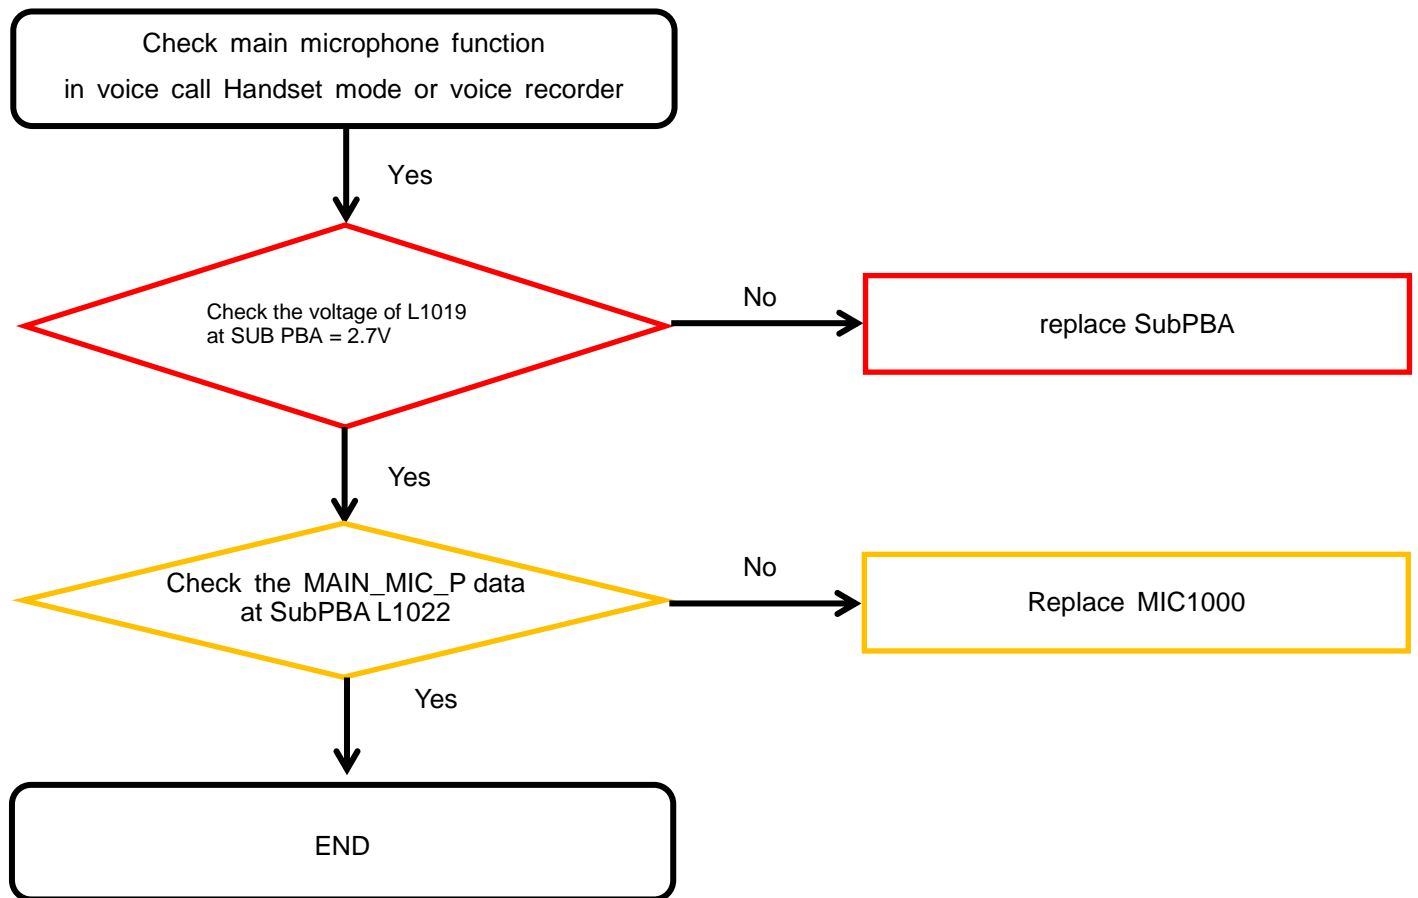 Check main microphone function
in voice call Handset mode or voice recorder
Yes
Check the voltage of L1019
at SUB PBA = 2.7V
No
replace SubPBA
Yes
Check the MAIN_MIC_P data
at SubPBA L1022
No
Replace MIC1000
Yes
END